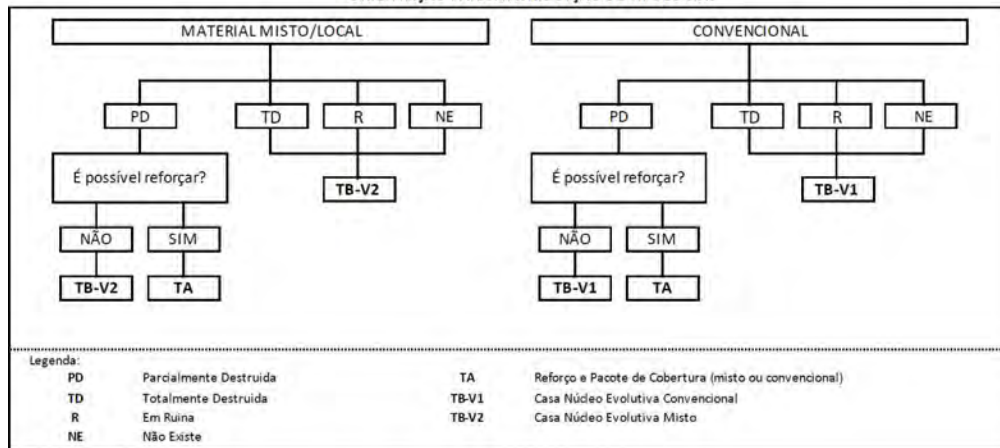 MATERIAL MISTO/LOCAL
CONVENCIONAL
PD TD R NE
PD TD R NE
É possível reforçar?
TB-V2
É possível reforçar?
TB-V1
NÃO SIM
NÃO SIM
TB-V2 TA
TB-V1 TA
Legenda:
PD Parcialmente Destruida TA Reforço e Pacote de Cobertura (misto ou convencional)
TD Totalmente Destruida TB-V1 Casa Núcleo Evolutiva Convencional
R Em Ruina TB-V2 Casa Núcleo Evolutiva Misto
NE Não Existe